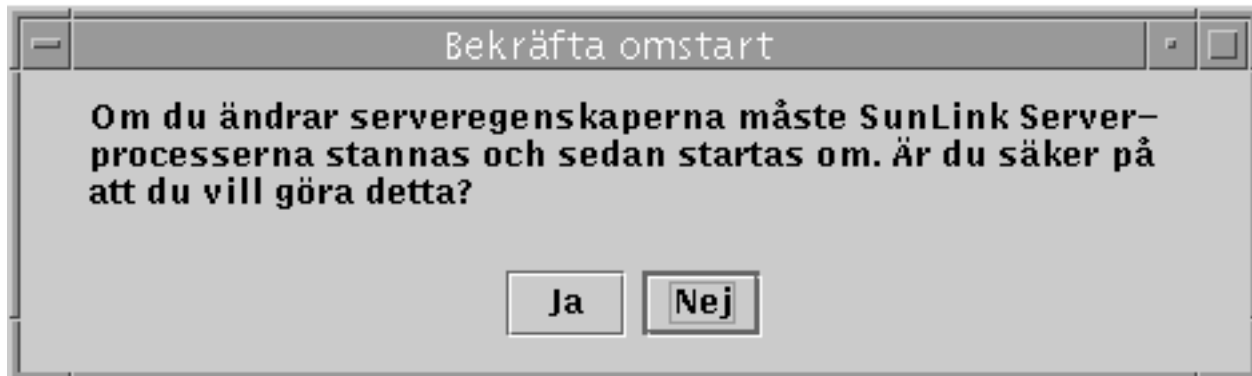 Bekräfta omstart
Om du ändrar serveregenskaperna måste SunLink Server–
processerna stannas och sedan startas om. Är du säker på
att du vill göra detta?
Ja Nej